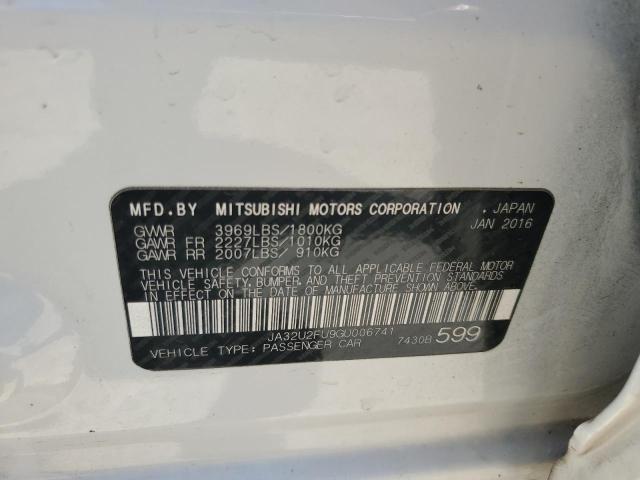 MFD.BY MITSUBISHI MOTORS CORPORATION . JAPAN
JAN 2016
GVWR 3969LBS/1800KG
GAWR FR 2227LBS/1010KG
GAWR RR 2007LBS/ 910KG
THIS VEHICLE CONFORMS TO ALL APPLICABLE FEDERAL MOTOR
VEHICLE SAFETY, BUMPER, AND THEFT PREVENTION STANDARDS
IN EFFECT ON THE DATE OF MANUFACTURE SHOWN ABOVE.
JA32U2FU9GU006741
VEHICLE TYPE: PASSENGER CAR 7430B 599